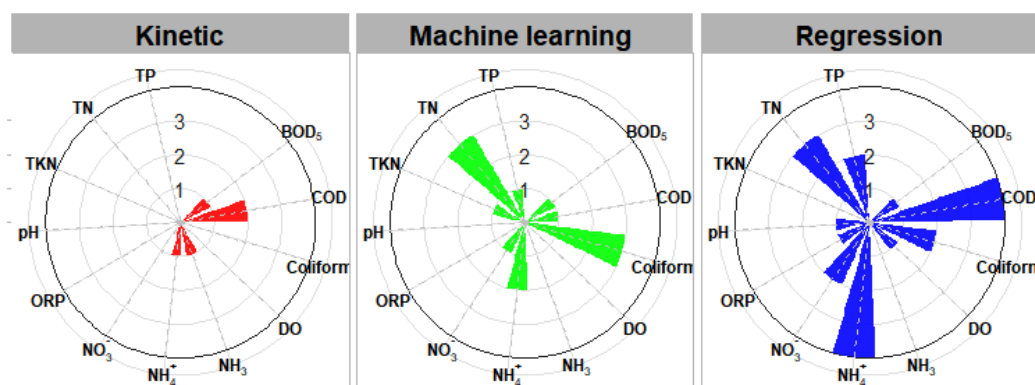 Kinetic
TP
TN
BOD₅
TKN
3
2
1
COD
pH
Coliform
ORP
DO
NO₃⁻
NH₄⁺
NH₃
Machine learning
TP
TN
BOD₅
TKN
3
2
1
COD
pH
Coliform
ORP
DO
NO₃⁻
NH₄⁺
NH₃
Regression
TP
TN
BOD₅
TKN
3
2
1
COD
pH
Coliform
ORP
DO
NO₃⁻
NH₄⁺
NH₃